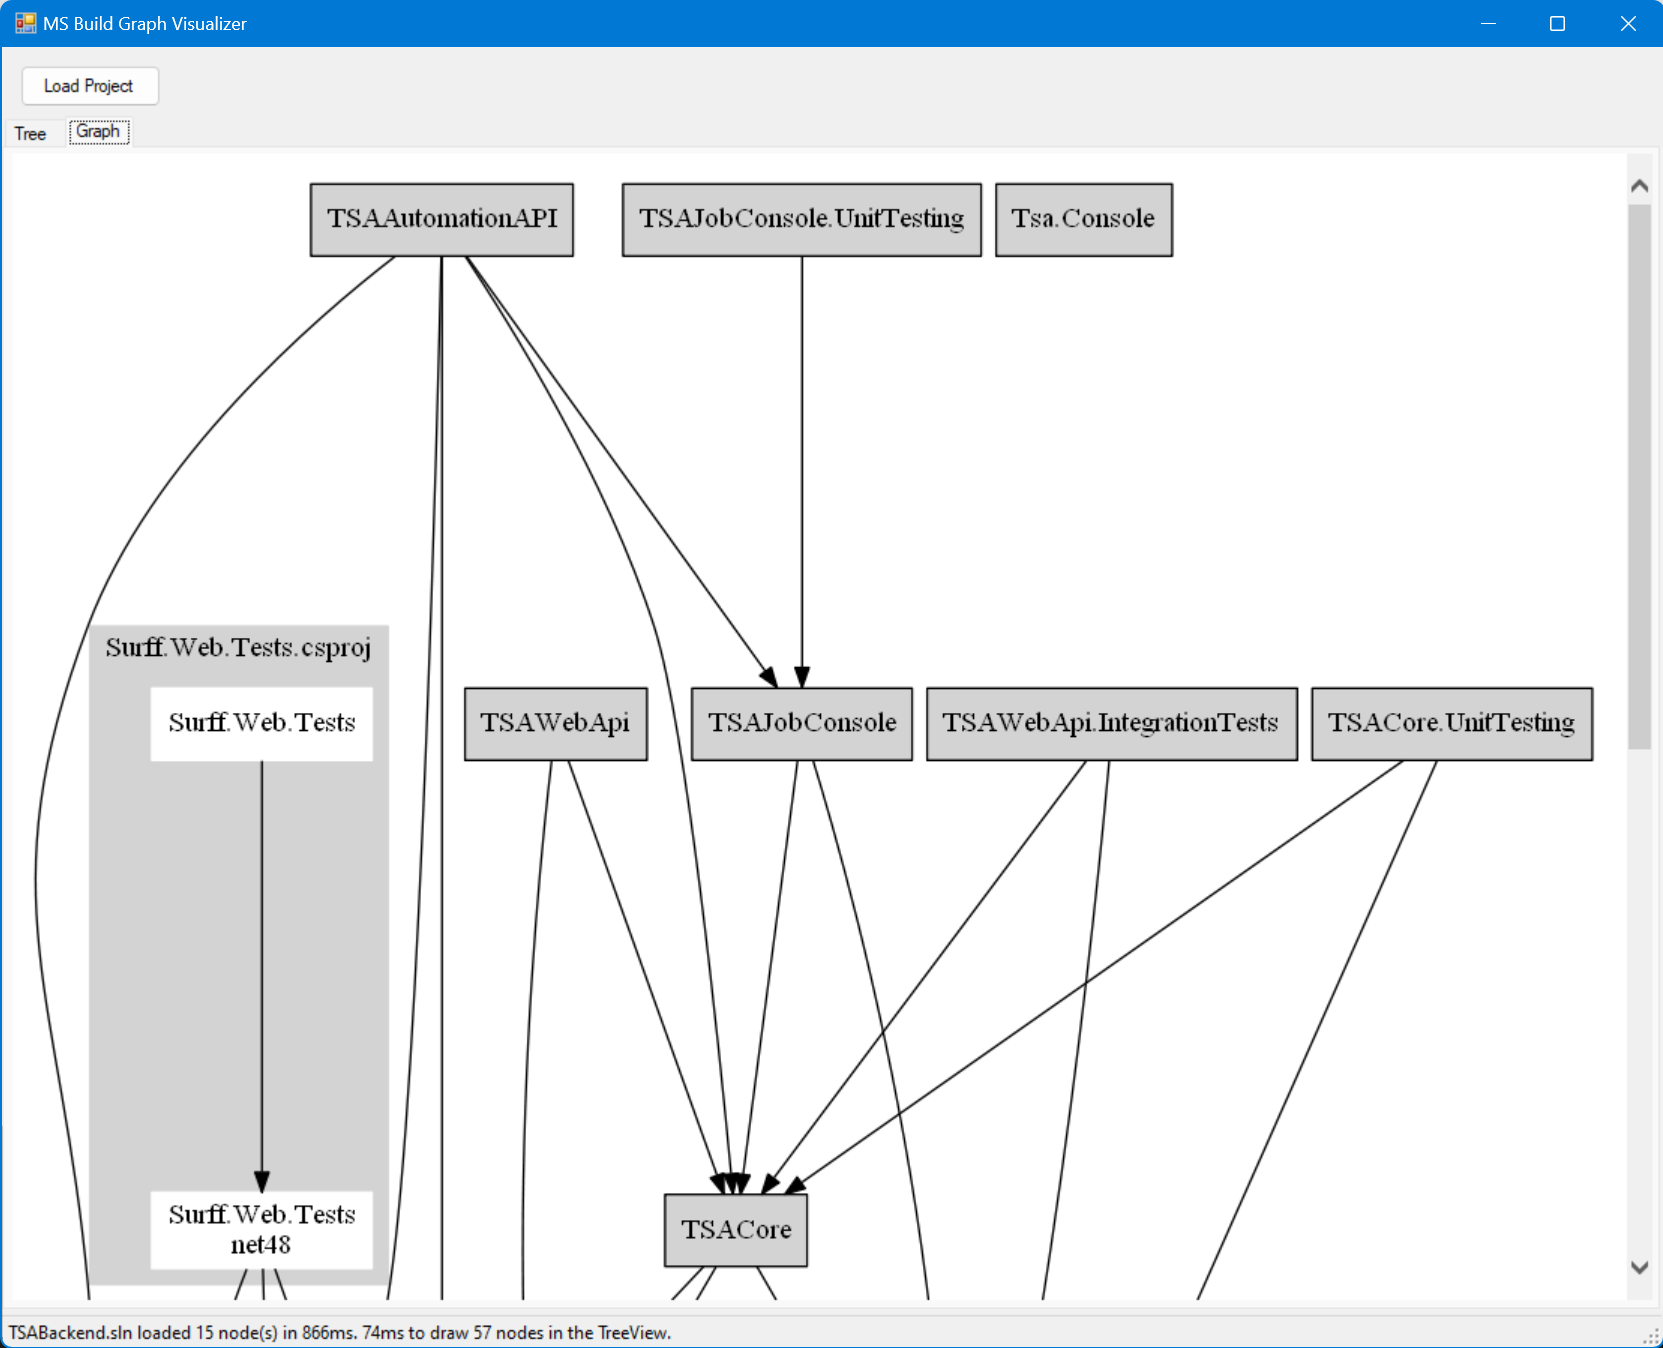 MS Build Graph Visualizer
Load Project
Tree
Graph
TSAAutomationAPI
TSAJobConsole.UnitTesting
Tsa.Console
Surff.Web.Tests.csproj
Surff.Web.Tests
TSAWebApi
TSAJobConsole
TSAWebApi.IntegrationTests
TSACore.UnitTesting
Surff.Web.Tests
net48
TSACore
TSABackend.sln loaded 15 node(s) in 866ms. 74ms to draw 57 nodes in the TreeView.